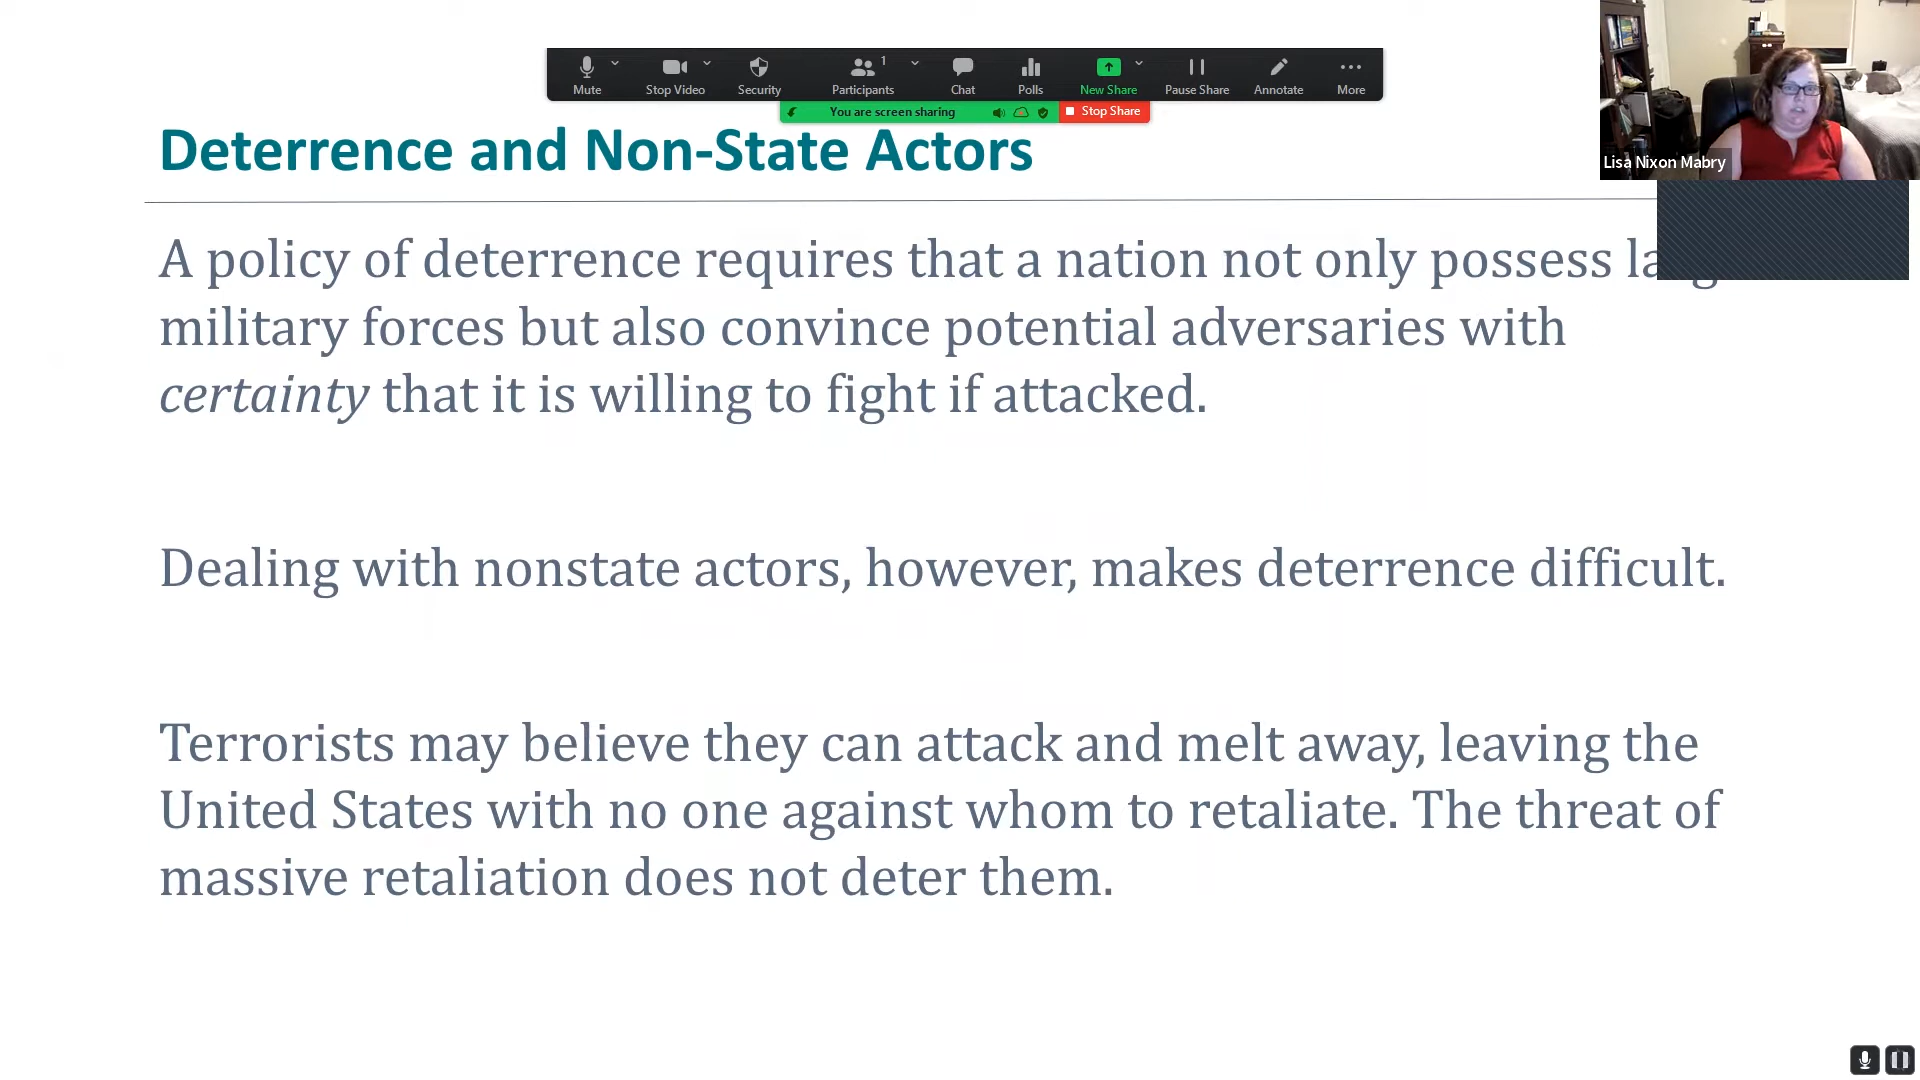 Mute
Stop Video
Security
Participants
1
Chat
Polls
New Share
Pause Share
Annotate
More
You are screen sharing
Stop Share
Lisa Nixon Mabry
Deterrence and Non-State Actors
A policy of deterrence requires that a nation not only possess
military forces but also convince potential adversaries with
certainty that it is willing to fight if attacked.
Dealing with nonstate actors, however, makes deterrence difficult.
Terrorists may believe they can attack and melt away, leaving the
United States with no one against whom to retaliate. The threat of
massive retaliation does not deter them.